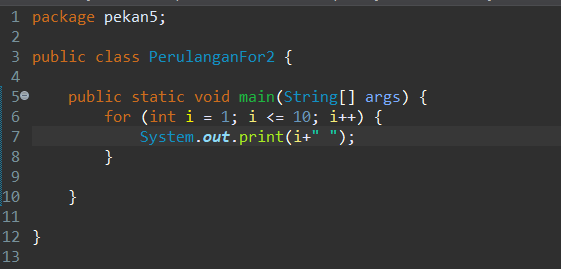 1 package pekan5;
2
3 public class PerulanganFor2 {
4
5 public static void main(String[] args) {
6 for (int i = 1; i <= 10; i++) {
7 System.out.print(i+" ");
8 }
9
10 }
11
12 }
13